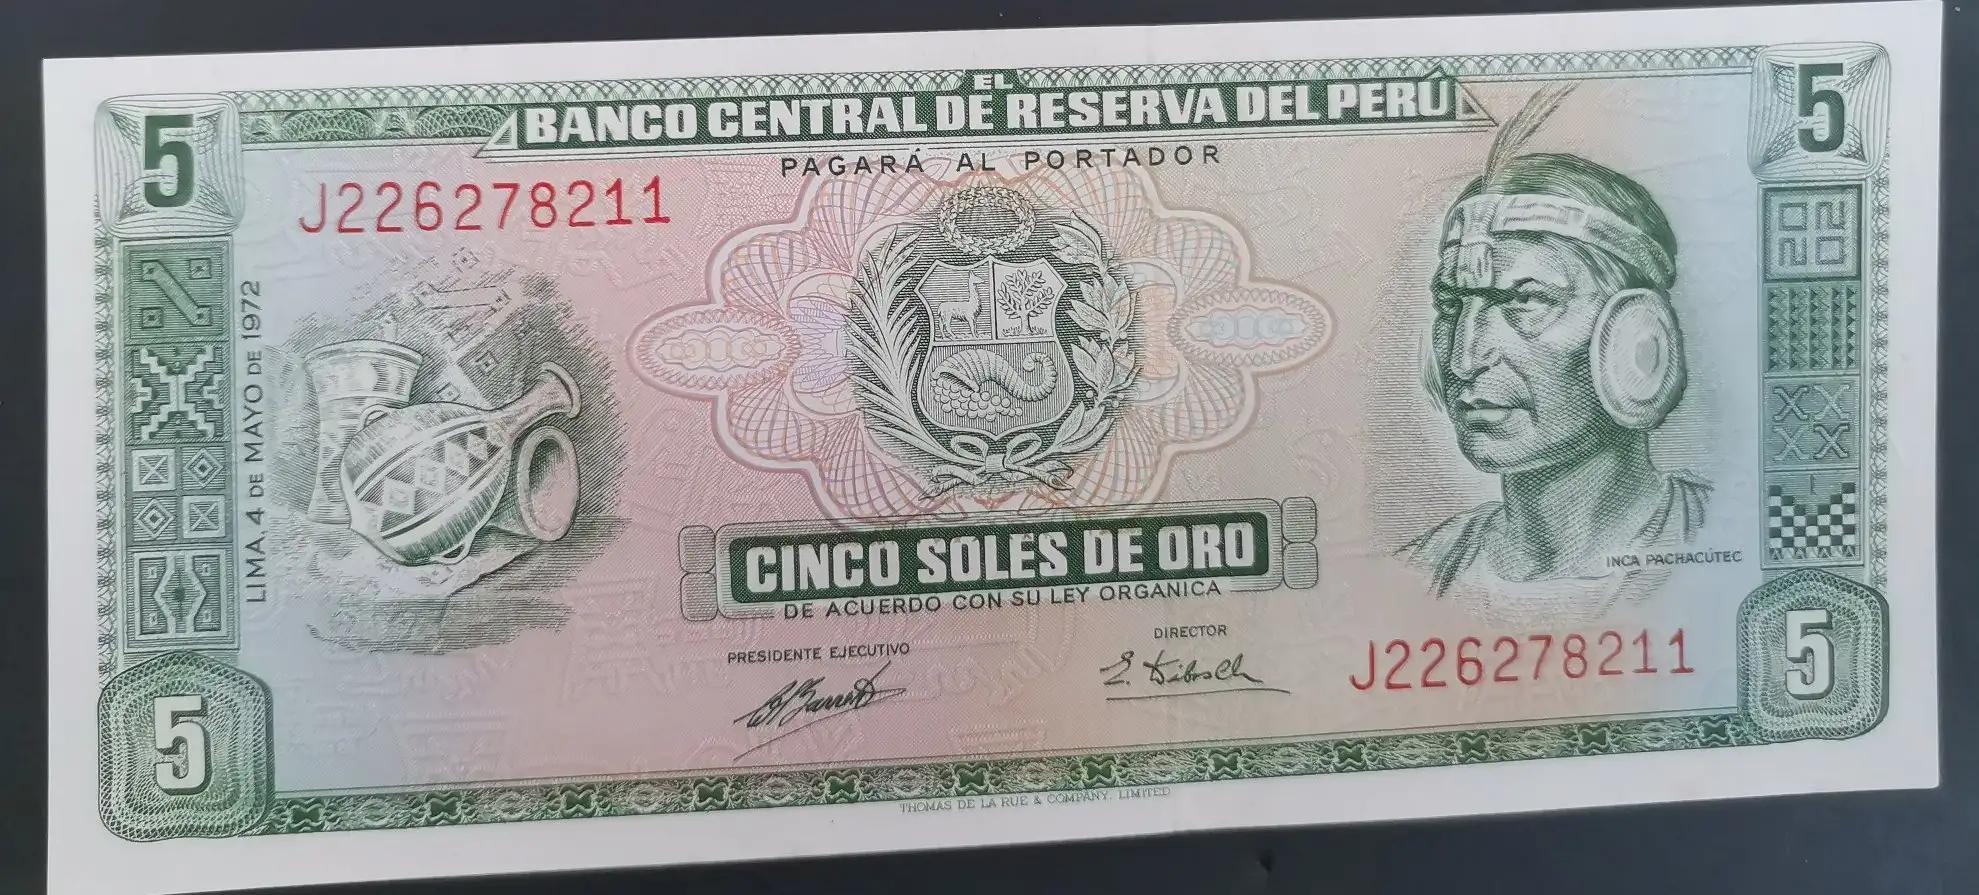 5
EL
BANCO CENTRAL DE RESERVA DEL PERÚ
5
PAGARÁ AL PORTADOR
J226278211
LIMA, 4 DE MAYO DE 1972
CINCO SOLES DE ORO
DE ACUERDO CON SU LEY ORGANICA
INCA PACHACÚTEC
PRESIDENTE EJECUTIVO
DIRECTOR
J226278211
5
5
THOMAS DE LA RUE & COMPANY, LIMITED